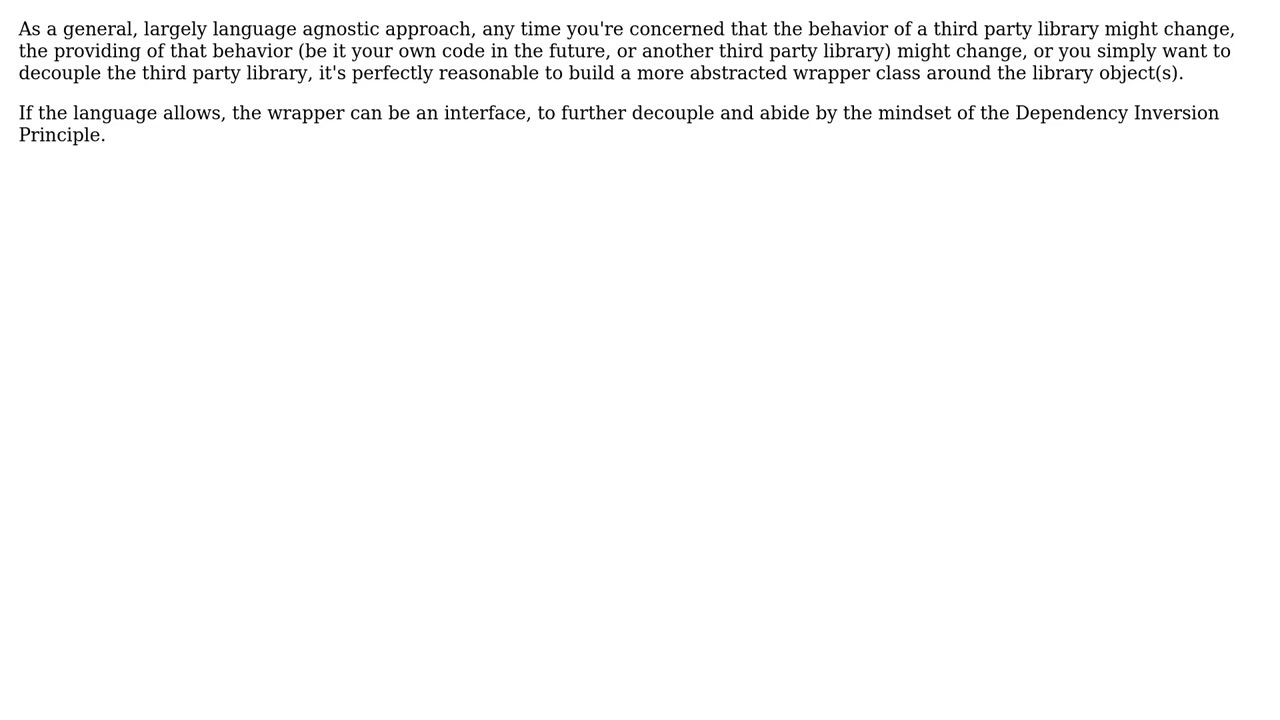 As a general, largely language agnostic approach, any time you're concerned that the behavior of a third party library might change,
the providing of that behavior (be it your own code in the future, or another third party library) might change, or you simply want to
decouple the third party library, it's perfectly reasonable to build a more abstracted wrapper class around the library object(s).
If the language allows, the wrapper can be an interface, to further decouple and abide by the mindset of the Dependency Inversion
Principle.